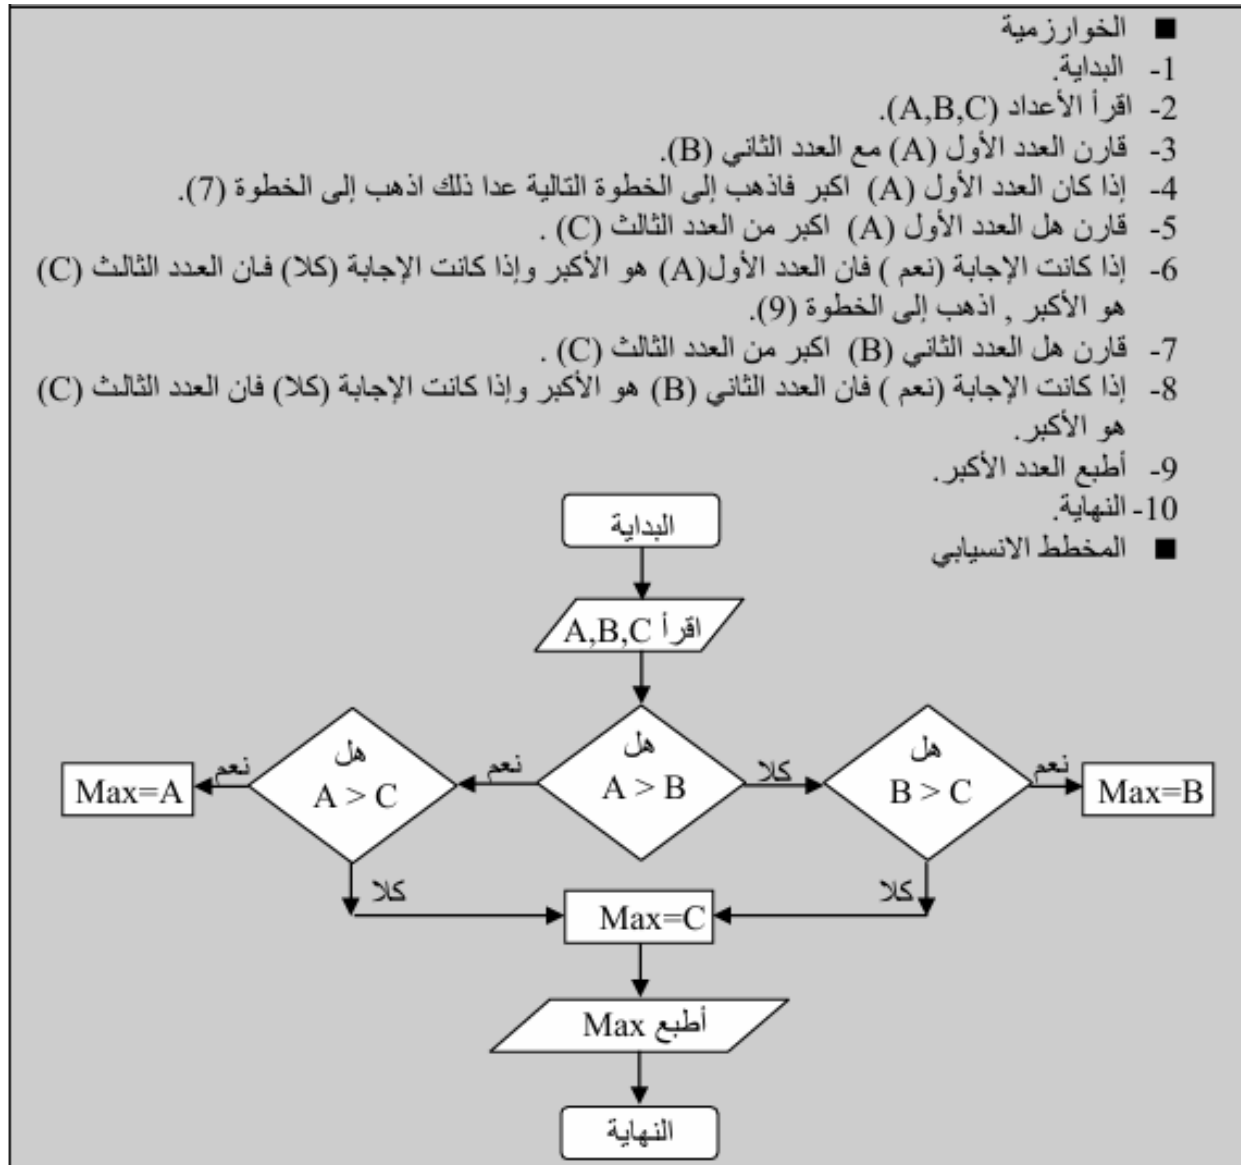 ■ الخوارزمية
1- البداية.
2- اقرأ الأعداد (A,B,C).
3- قارن العدد الأول (A) مع العدد الثاني (B).
4- إذا كان العدد الأول (A) اكبر فاذهب إلى الخطوة التالية عدا ذلك اذهب إلى الخطوة (7).
5- قارن هل العدد الأول (A) اكبر من العدد الثالث (C) .
6- إذا كانت الإجابة (نعم ) فان العدد الأول(A) هو الأكبر وإذا كانت الإجابة (كلا) فان العدد الثالث (C)
هو الأكبر , اذهب إلى الخطوة (9).
7- قارن هل العدد الثاني (B) اكبر من العدد الثالث (C) .
8- إذا كانت الإجابة (نعم ) فان العدد الثاني (B) هو الأكبر وإذا كانت الإجابة (كلا) فان العدد الثالث (C)
هو الأكبر.
9- أطبع العدد الأكبر.
10- النهاية.
■ المخطط الانسيابي
البداية
اقرأ A,B,C
هل
A > B
نعم
كلا
هل
A > C
نعم
Max=A
كلا
هل
B > C
نعم
Max=B
كلا
Max=C
أطبع Max
النهاية